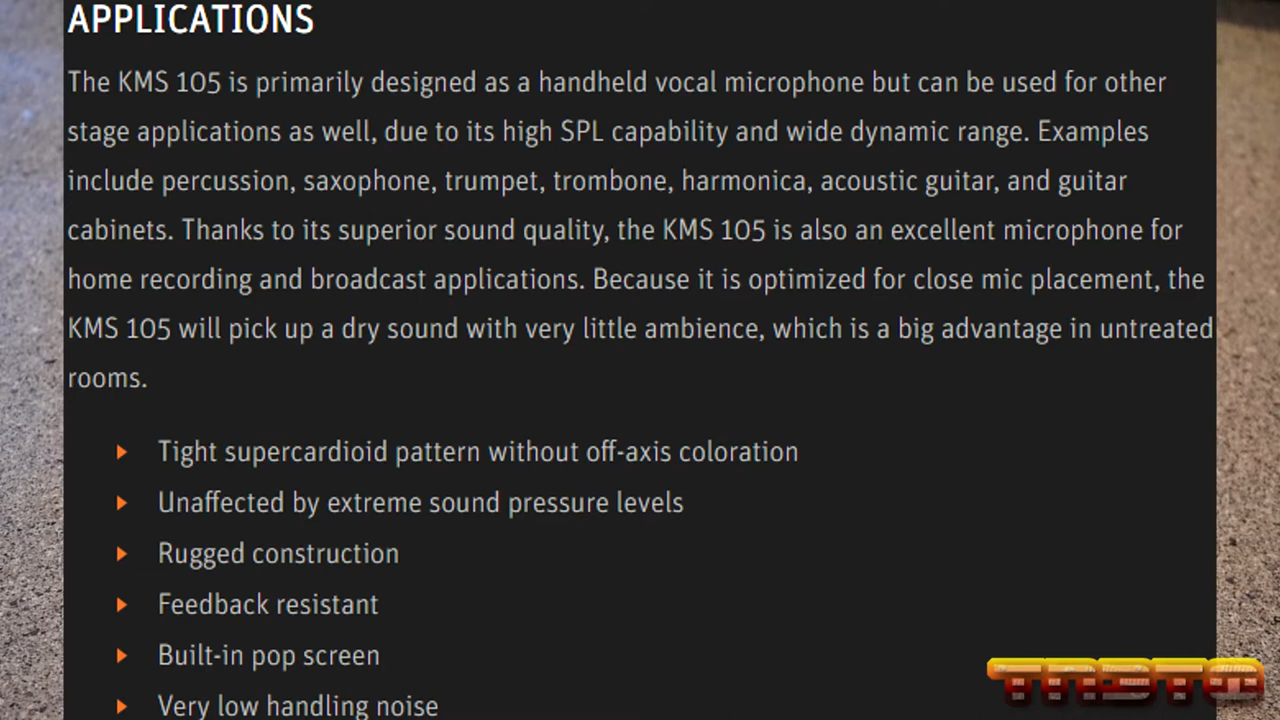 APPLICATIONS
The KMS 105 is primarily designed as a handheld vocal microphone but can be used for other
stage applications as well, due to its high SPL capability and wide dynamic range. Examples
include percussion, saxophone, trumpet, trombone, harmonica, acoustic guitar, and guitar
cabinets. Thanks to its superior sound quality, the KMS 105 is also an excellent microphone for
home recording and broadcast applications. Because it is optimized for close mic placement, the
KMS 105 will pick up a dry sound with very little ambience, which is a big advantage in untreated
rooms.
Tight supercardioid pattern without off-axis coloration
Unaffected by extreme sound pressure levels
Rugged construction
Feedback resistant
Built-in pop screen
Very low handling noise